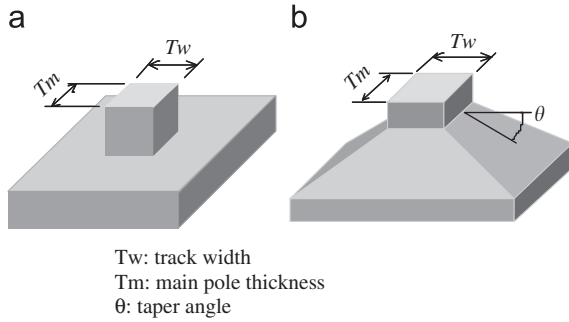 a
Tw
Tm
b
Tw
Tm
θ
Tw: track width
Tm: main pole thickness
θ: taper angle